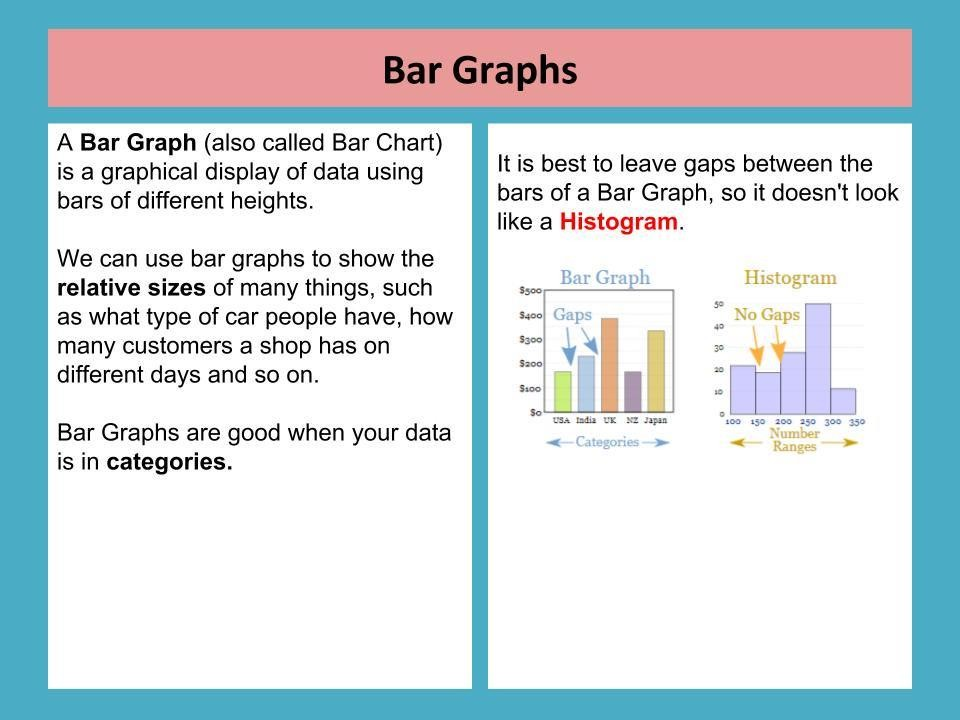 Bar Graphs
A Bar Graph (also called Bar Chart)
is a graphical display of data using
bars of different heights.
We can use bar graphs to show the
relative sizes of many things, such
as what type of car people have, how
many customers a shop has on
different days and so on.
Bar Graphs are good when your data
is in categories.
It is best to leave gaps between the
bars of a Bar Graph, so it doesn't look
like a Histogram.
Bar Graph
$500
$400
$300
$200
$100
$0
Gaps
USA India UK NZ Japan
Categories
Histogram
50
40
30
20
10
0
No Gaps
100 150 200 250 300 350
Number
Ranges